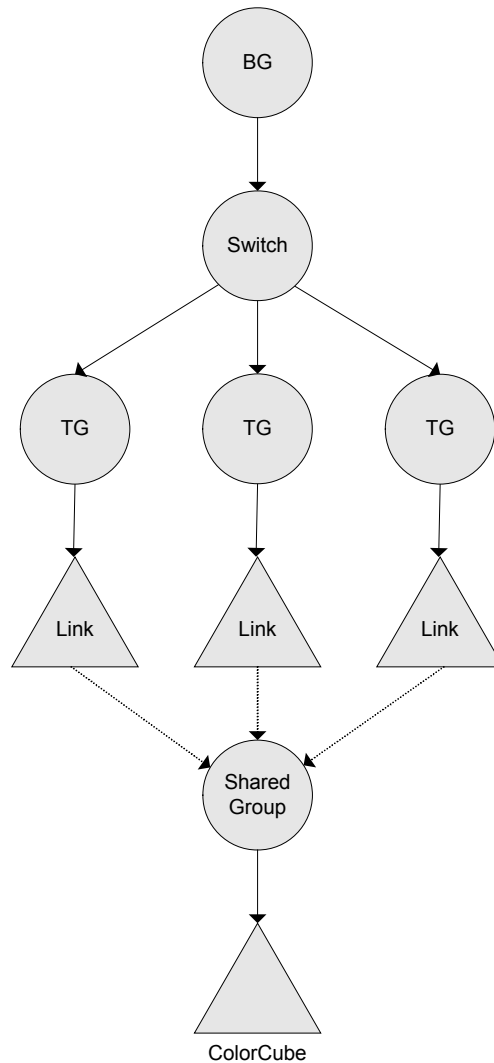 BG
Switch
TG
TG
TG
Link
Link
Link
Shared
Group
ColorCube